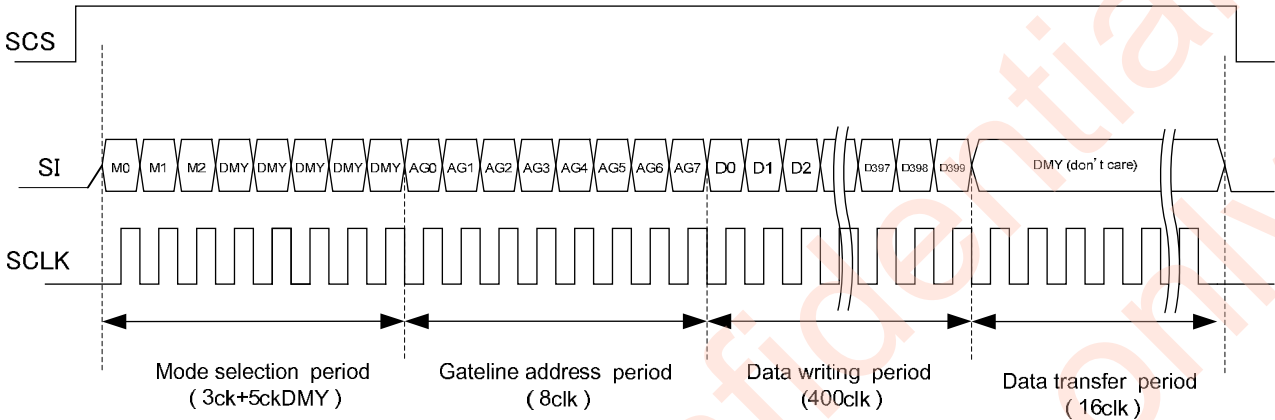 SCS
SI
M0 M1 M2 DMY DMY DMY DMY DMY AG0 AG1 AG2 AG3 AG4 AG5 AG6 AG7 D0 D1 D2 D397 D398 D399 DMY (don't care)
SCLK
Mode selection period
( 3ck+5ckDMY )
Gateline address period
( 8clk )
Data writing period
(400clk )
Data transfer period
( 16clk )
fidential
only